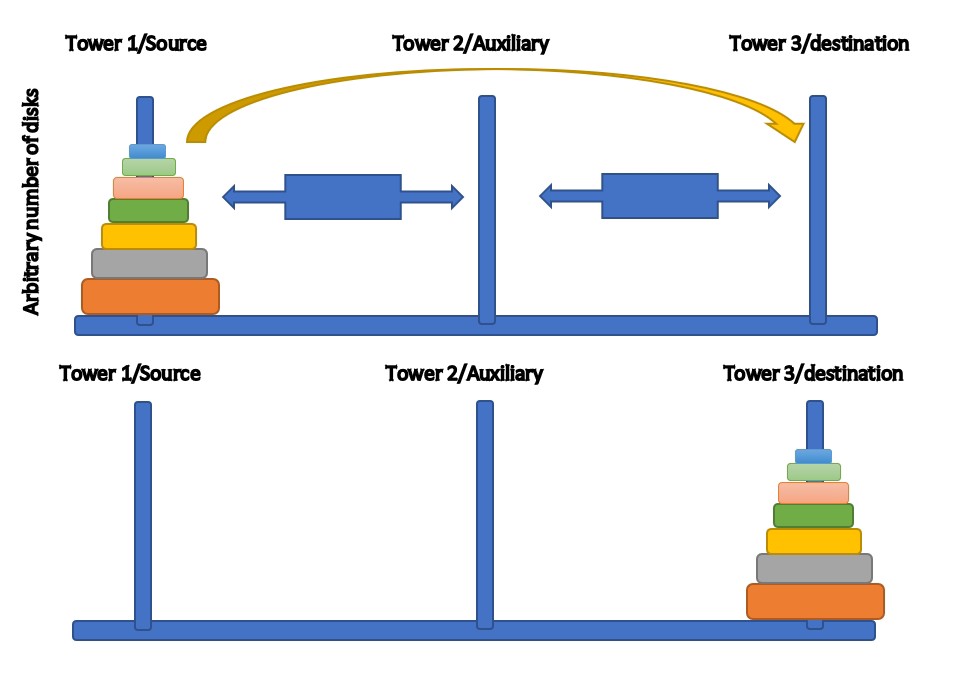 Tower 1/Source
Tower 2/Auxiliary
Tower 3/destination
Arbitrary number of disks
Tower 1/Source
Tower 2/Auxiliary
Tower 3/destination